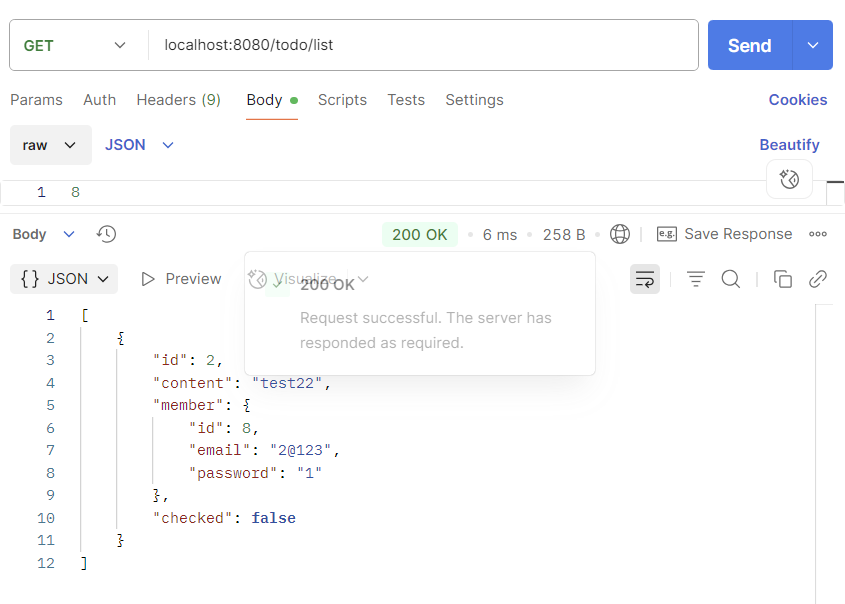 GET localhost:8080/todo/list Send
Params Auth Headers (9) Body Scripts Tests Settings Cookies
raw JSON Beautify
1 8
Body 200 OK 6 ms 258 B e.g. Save Response
{} JSON Preview Visualize
200 OK
Request successful. The server has
responded as required.
1 [
2 {
3 "id": 2,
4 "content": "test22",
5 "member": {
6 "id": 8,
7 "email": "2@123",
8 "password": "1"
9 },
10 "checked": false
11 }
12 ]